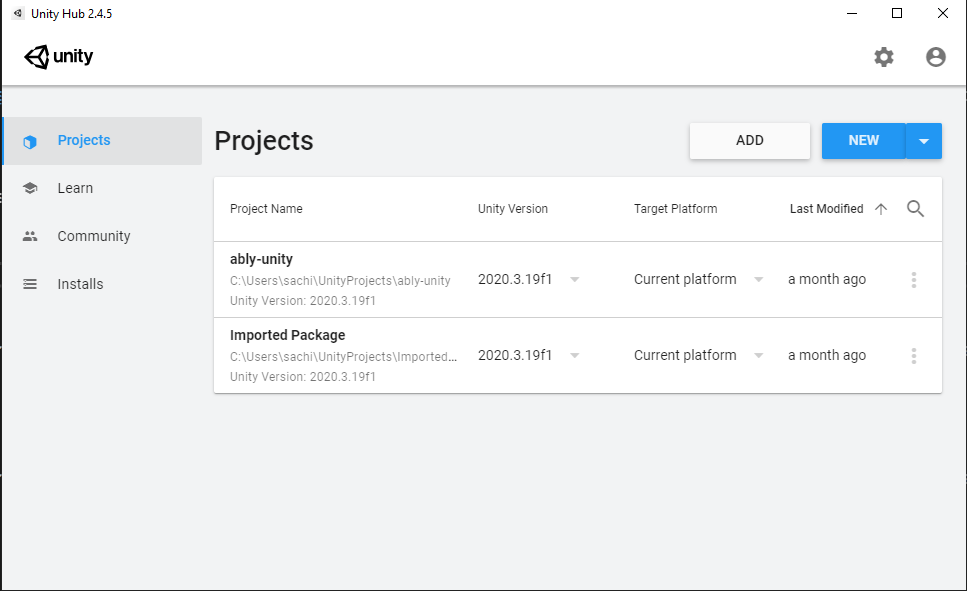 Unity Hub 2.4.5
unity
Projects
Learn
Community
Installs
Projects
ADD
NEW
Project Name Unity Version Target Platform Last Modified
ably-unity
C:\Users\sachi\UnityProjects\ably-unity
Unity Version: 2020.3.19f1
2020.3.19f1 Current platform a month ago
Imported Package
C:\Users\sachi\UnityProjects\Imported...
Unity Version: 2020.3.19f1
2020.3.19f1 Current platform a month ago